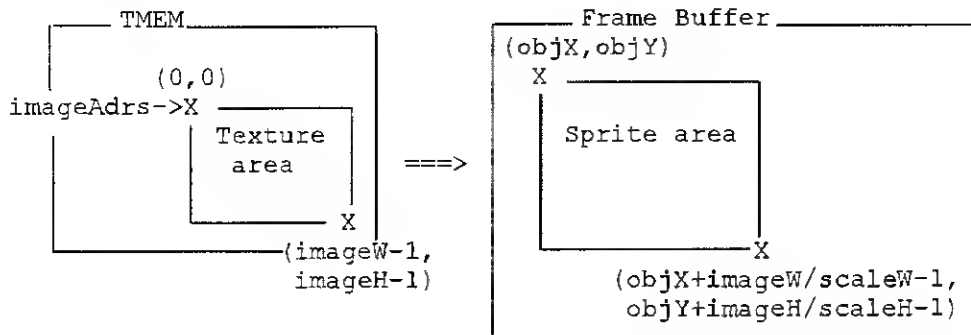 TMEM
(0,0)
imageAdrs->X
Texture
area
X
(imageW-1,
imageH-1)
===>
Frame Buffer
(objX,objY)
X
Sprite area
X
(objX+imageW/scaleW-1,
objY+imageH/scaleH-1)